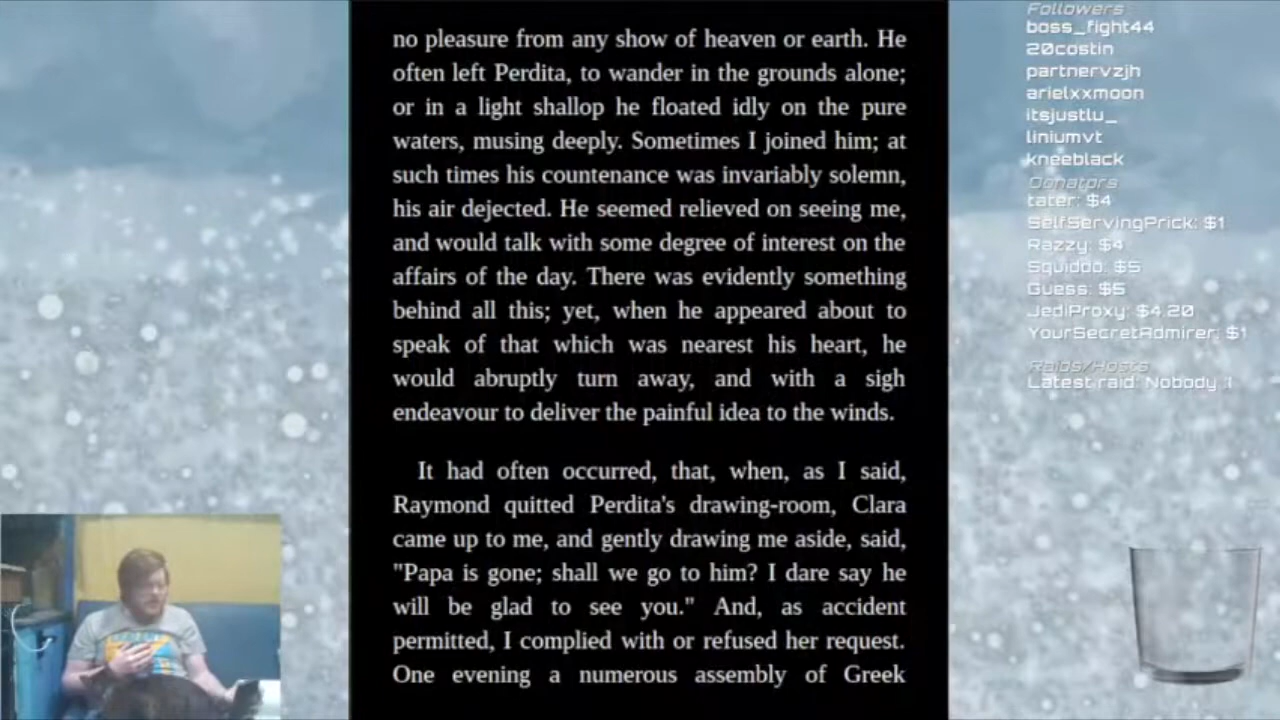 no pleasure from any show of heaven or earth. He
often left Perdita, to wander in the grounds alone;
or in a light shallop he floated idly on the pure
waters, musing deeply. Sometimes I joined him; at
such times his countenance was invariably solemn,
his air dejected. He seemed relieved on seeing me,
and would talk with some degree of interest on the
affairs of the day. There was evidently something
behind all this; yet, when he appeared about to
speak of that which was nearest his heart, he
would abruptly turn away, and with a sigh
endeavour to deliver the painful idea to the winds.
It had often occurred, that, when, as I said,
Raymond quitted Perdita's drawing-room, Clara
came up to me, and gently drawing me aside, said,
"Papa is gone; shall we go to him? I dare say he
will be glad to see you." And, as accident
permitted, I complied with or refused her request.
One evening a numerous assembly of Greek
Followers
boss_fight44
20costin
partnervzjh
arielxxmoon
itsjustlu_
liniumvt
kneeblack
Donators
tater: $4
SelfServingPrick: $1
Razzy: $4
Squidoo: $5
Guess: $5
JediProxy: $4.20
YourSecretAdmirer: $1
Raids/Hosts
Latest raid: Nobody :(